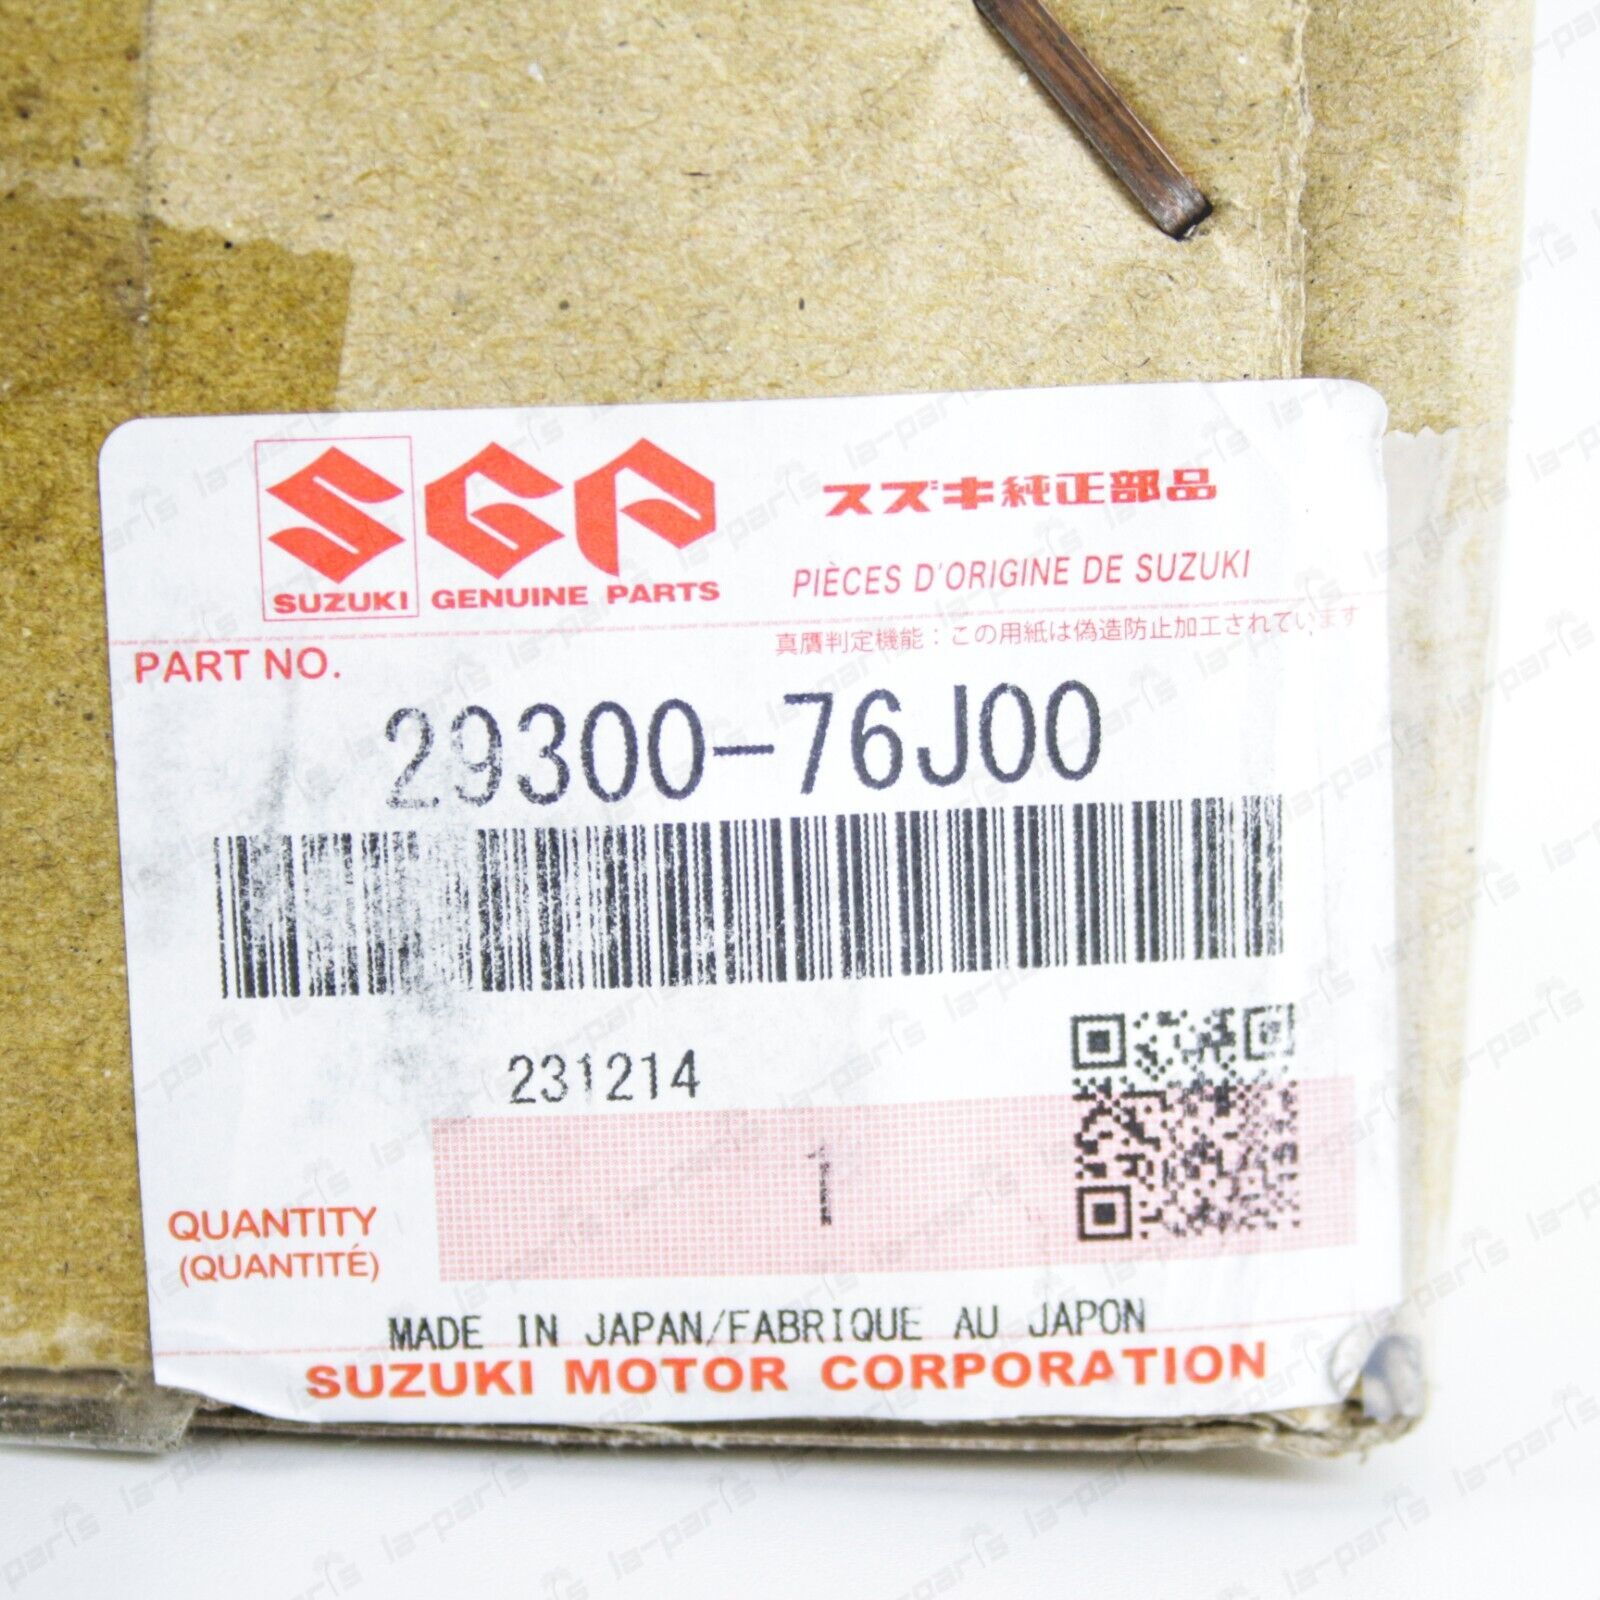 SGP
SUZUKI GENUINE PARTS
スズキ純正部品
PIÈCES D'ORIGINE DE SUZUKI
真贋判定機能：この用紙は偽造防止加工されています
PART NO.
29300-76J00
231214
1
QUANTITY
(QUANTITÉ)
MADE IN JAPAN/FABRIQUE AU JAPON
SUZUKI MOTOR CORPORATION
la-parts